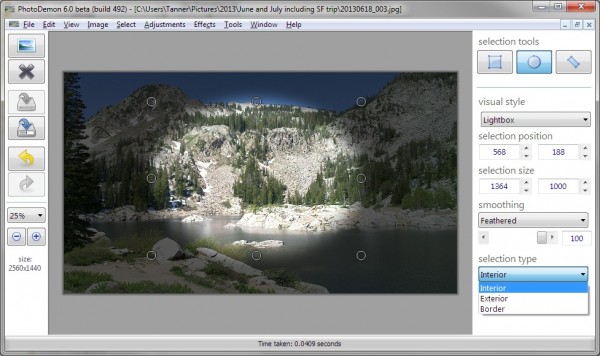 PhotoDemon 6.0 beta (build 492) - [C:\Users\Tanner\Pictures\2013\June and July including SF trip\20130618_003.jpg]
File Edit View Image Select Adjustments Effects Tools Window Help
selection tools
visual style
Lightbox
selection position
568 188
selection size
1364 1000
smoothing
Feathered
100
selection type
Interior
Interior
Exterior
Border
25%
size:
2560x1440
Time taken: 0.0409 seconds